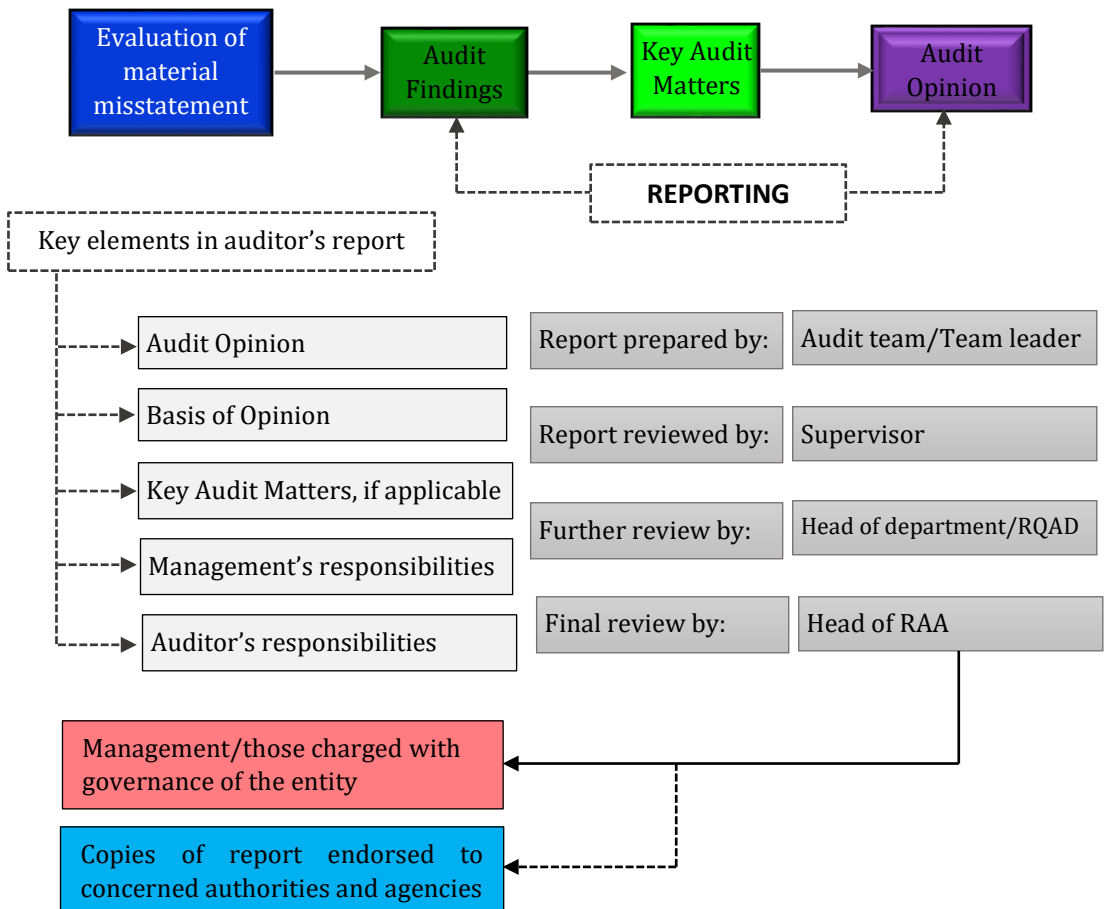 Evaluation of
material
misstatement
Audit
Findings
Key Audit
Matters
Audit
Opinion
REPORTING
Key elements in auditor’s report
Audit Opinion
Basis of Opinion
Key Audit Matters, if applicable
Management’s responsibilities
Auditor’s responsibilities
Report prepared by:
Audit team/Team leader
Report reviewed by:
Supervisor
Further review by:
Head of department/RQAD
Final review by:
Head of RAA
Management/those charged with
governance of the entity
Copies of report endorsed to
concerned authorities and agencies